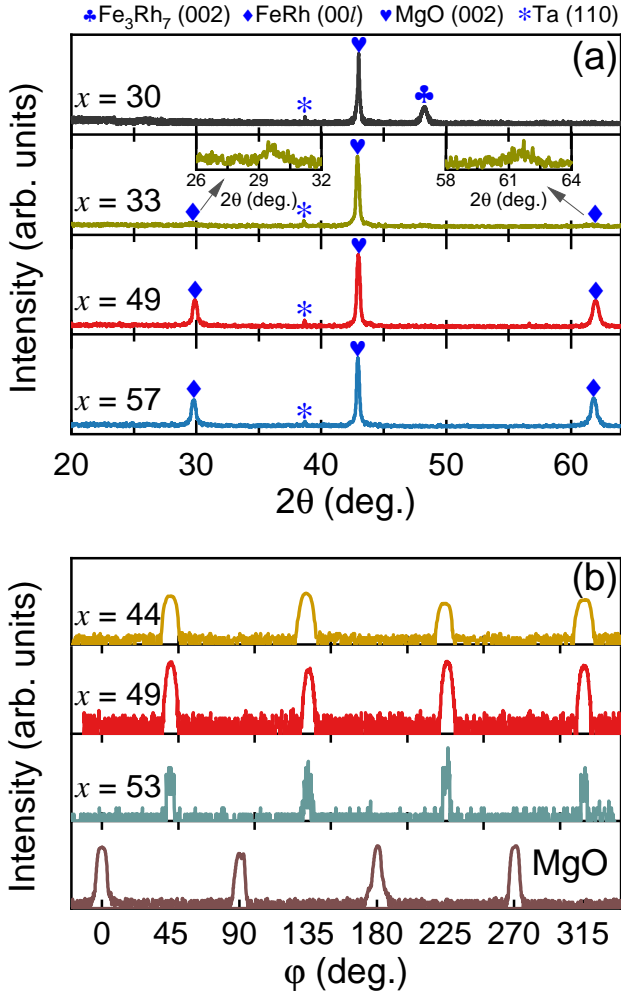 ♣Fe₃Rh₇ (002) ♦FeRh (00l) ♥MgO (002) *Ta (110)
(a)
x = 30
26 29 32
2θ (deg.)
58 61 64
2θ (deg.)
x = 33
x = 49
x = 57
Intensity (arb. units)
20 30 40 50 60
2θ (deg.)
(b)
x = 44
x = 49
x = 53
MgO
Intensity (arb. units)
0 45 90 135 180 225 270 315
φ (deg.)